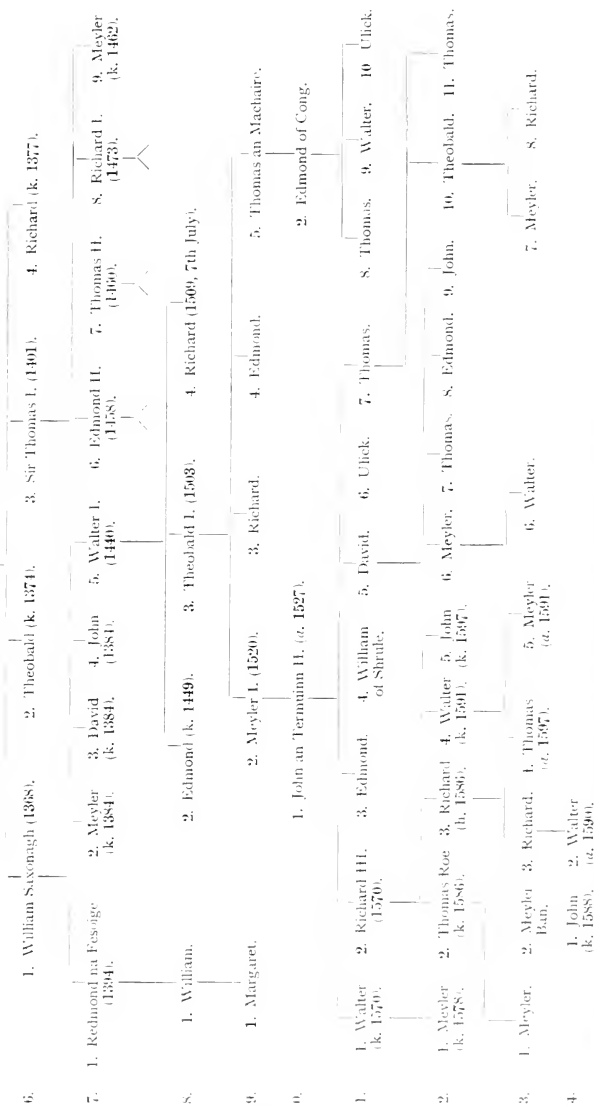 6.
1. William Saxonagh (1368).
2. Theobald (k. 1374).
3. Sir Thomas I. (1401).
4. Richard (k. 1377).
7.
1. Redmond na Fesoige
(1394).
2. Meyler
(k. 1384).
3. David
(k. 1384).
4. John
(1384).
5. Walter I.
(1440).
6. Edmond II.
(1458).
7. Thomas II.
(1460).
8. Richard I.
(1473).
9. Meyler
(k. 1462).
8.
1. William.
2. Edmond (k. 1449).
3. Theobald I. (1503).
4. Richard (1509, 7th July).
9.
1. Margaret.
2. Meyler I. (1520).
3. Richard.
4. Edmond.
5. Thomas an Machaire.
0.
1. John an Termuinn II. (a. 1527).
2. Edmond of Cong.
1.
1. Walter
(k. 1570).
2. Richard III.
(1570).
3. Edmond.
4. William
of Shrule.
5. David.
6. Ulick.
7. Thomas.
8. Thomas.
9. Walter.
10 Ulick.
2.
1. Meyler
(k. 1578).
2. Thomas Roe
(k. 1586).
3. Richard
(h. 1586).
4. Walter
(k. 1591).
5. John
(k. 1597).
6. Meyler.
7. Thomas.
8. Edmond.
9. John.
10. Theobald.
11. Thomas.
3.
1. Meyler.
2. Meyler
Ban.
3. Richard.
4. Thomas
(a. 1597).
5. Meyler
(a. 1591).
6. Walter.
7. Meyler.
8. Richard.
4.
1. John
(k. 1588).
2. Walter
(a. 1590).